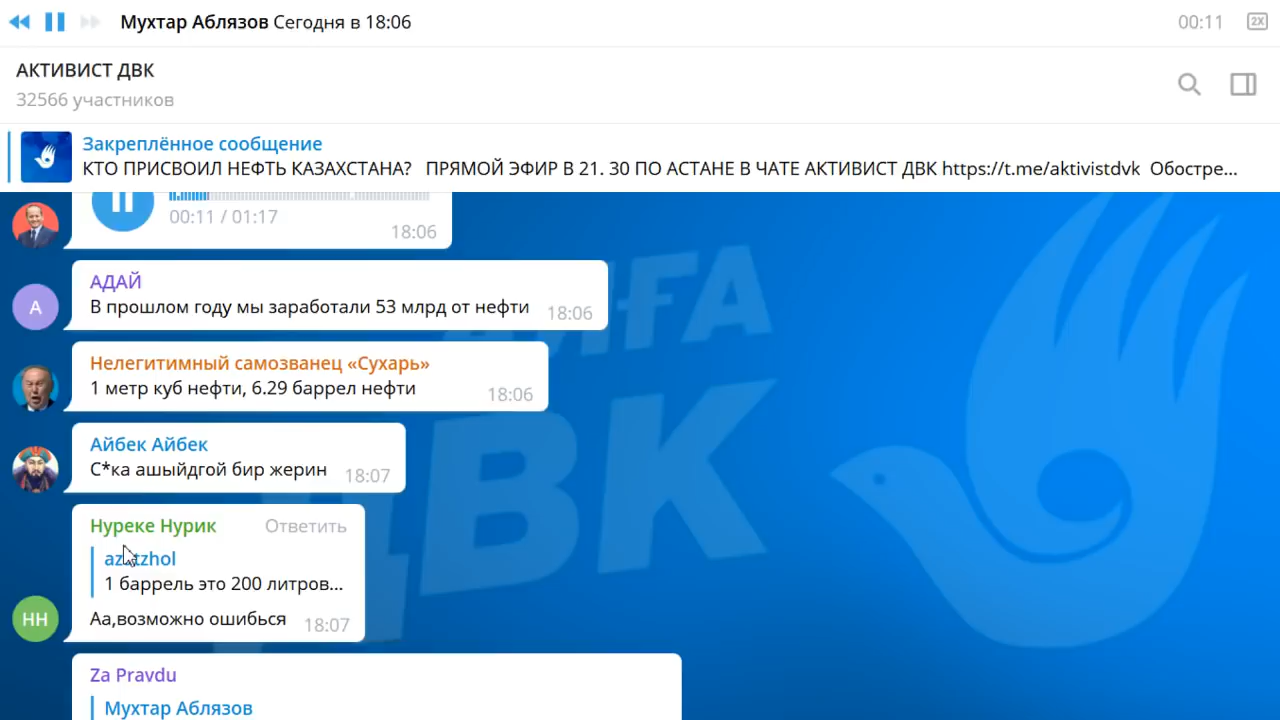 Мухтар Аблязов Сегодня в 18:06
00:11
2X
АКТИВИСТ ДВК
32566 участников
Закреплённое сообщение
КТО ПРИСВОИЛ НЕФТЬ КАЗАХСТАНА? ПРЯМОЙ ЭФИР В 21. 30 ПО АСТАНЕ В ЧАТЕ АКТИВИСТ ДВК https://t.me/aktivistdvk Обостре...
00:11 / 01:17
18:06
АДАЙ
В прошлом году мы заработали 53 млрд от нефти
18:06
Нелегитимный самозванец «Сухарь»
1 метр куб нефти, 6.29 баррел нефти
18:06
Айбек Айбек
С*ка ашыйдгой бир жерин
18:07
Нуреке Нурик
Ответить
1 баррель это 200 литров...
Аа,возможно ошибься
18:07
А
НН
ДВК
Za Pravdu
Мухтар Аблязов